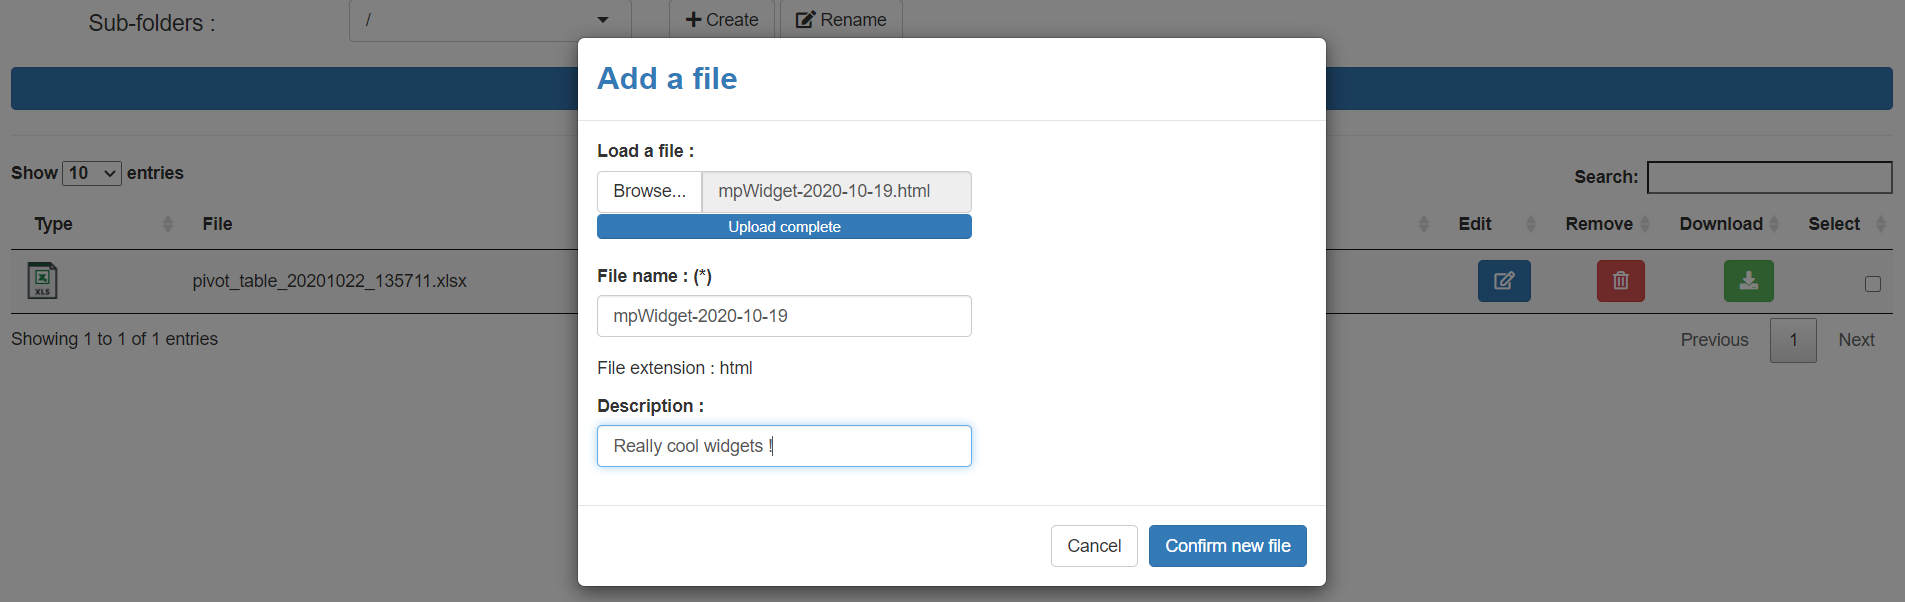 Sub-folders :
/
Create
Rename
Add a file
Load a file :
Browse...
mpWidget-2020-10-19.html
Upload complete
File name : (*)
mpWidget-2020-10-19
File extension : html
Description :
Really cool widgets !
Cancel
Confirm new file
Show 10 entries
Search:
Type
File
Edit
Remove
Download
Select
XLS
pivot_table_20201022_135711.xlsx
Showing 1 to 1 of 1 entries
Previous
1
Next